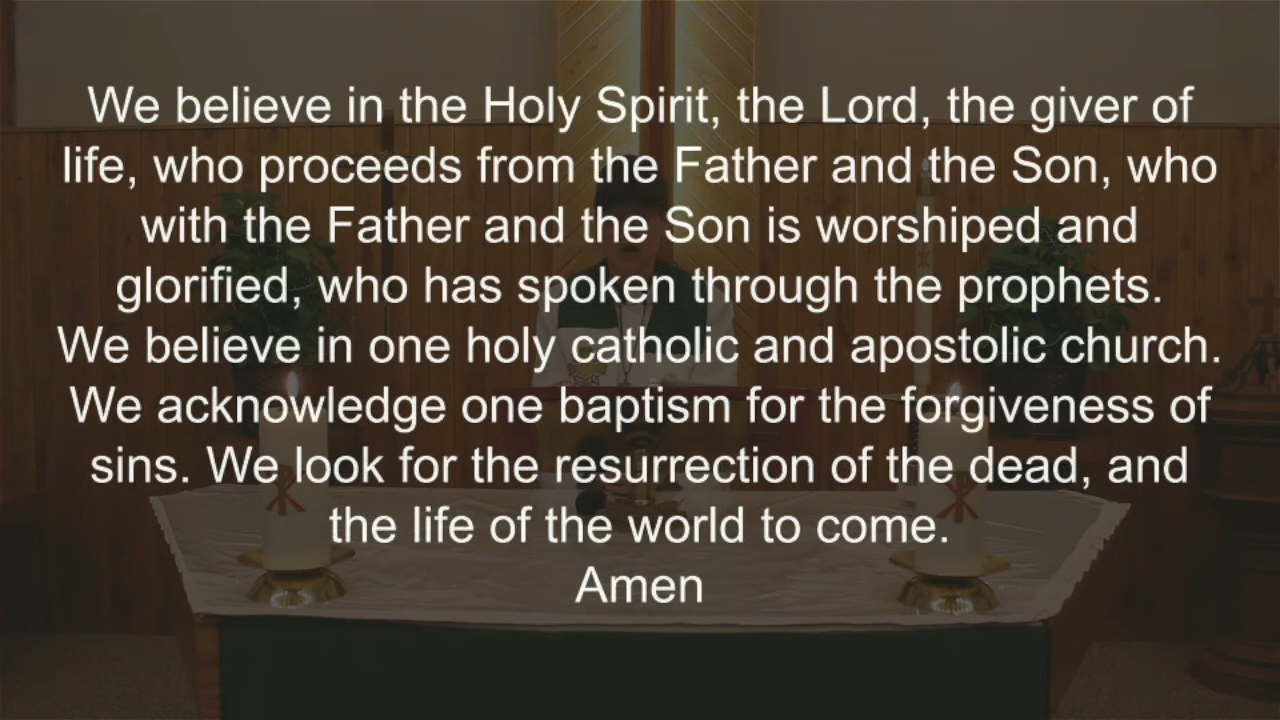 We believe in the Holy Spirit, the Lord, the giver of
life, who proceeds from the Father and the Son, who
with the Father and the Son is worshiped and
glorified, who has spoken through the prophets.
We believe in one holy catholic and apostolic church.
We acknowledge one baptism for the forgiveness of
sins. We look for the resurrection of the dead, and
the life of the world to come.
Amen